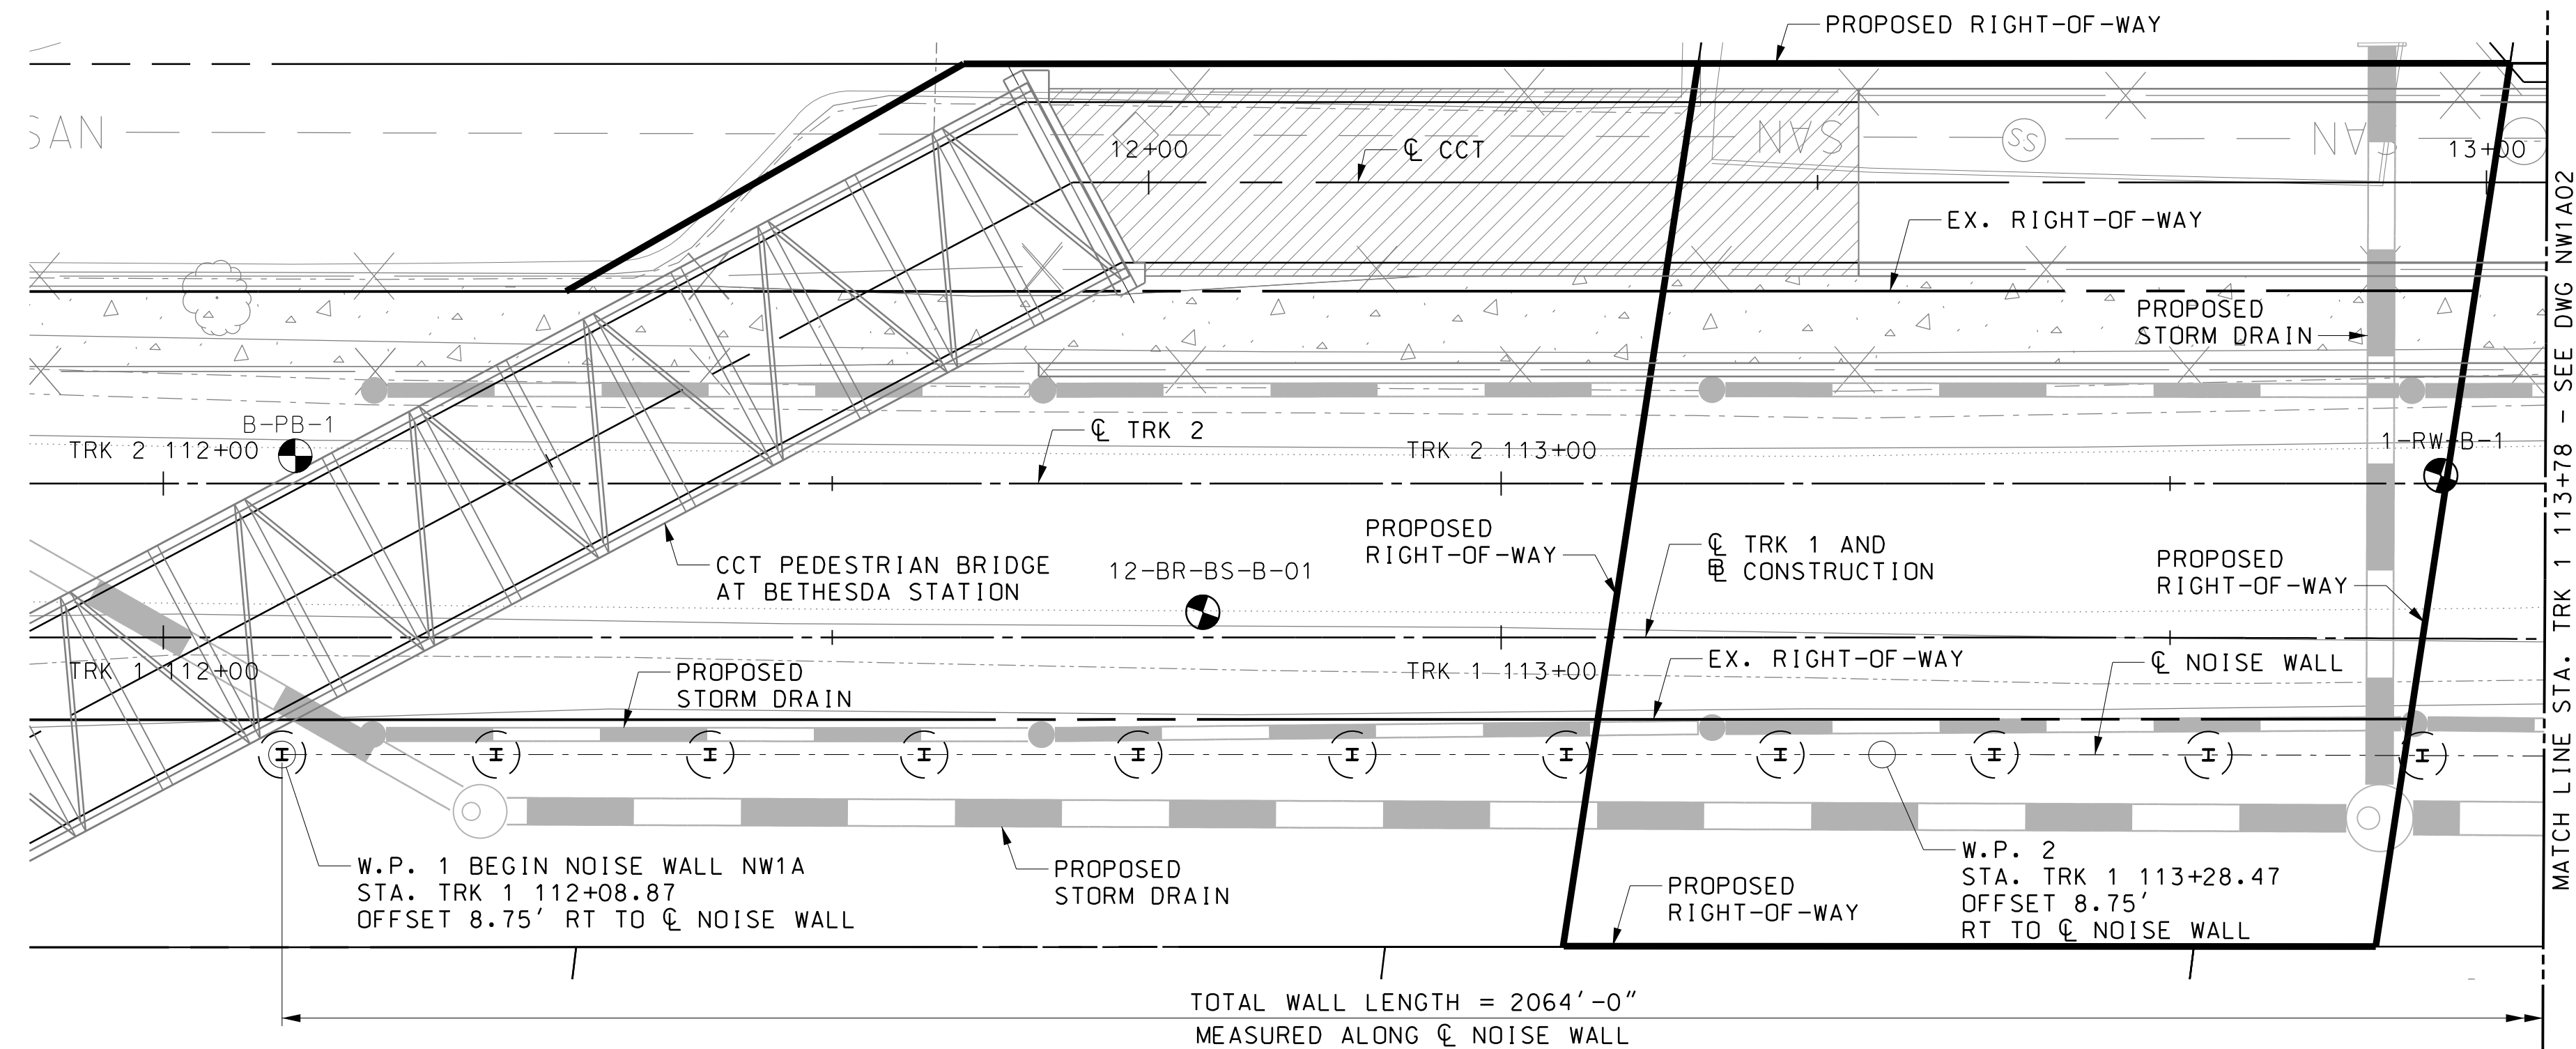 PROPOSED RIGHT-OF-WAY
SAN
12+00
℄ CCT
SAN
SS
SAN
13+00
EX. RIGHT-OF-WAY
PROPOSED
STORM DRAIN
B-PB-1
TRK 2 112+00
℄ TRK 2
TRK 2 113+00
1-RW-B-1
CCT PEDESTRIAN BRIDGE
AT BETHESDA STATION
12-BR-BS-B-01
PROPOSED
RIGHT-OF-WAY
℄ TRK 1 AND
BL CONSTRUCTION
PROPOSED
RIGHT-OF-WAY
TRK 1 112+00
PROPOSED
STORM DRAIN
TRK 1 113+00
EX. RIGHT-OF-WAY
℄ NOISE WALL
W.P. 1 BEGIN NOISE WALL NW1A
STA. TRK 1 112+08.87
OFFSET 8.75' RT TO ℄ NOISE WALL
PROPOSED
STORM DRAIN
PROPOSED
RIGHT-OF-WAY
W.P. 2
STA. TRK 1 113+28.47
OFFSET 8.75'
RT TO ℄ NOISE WALL
TOTAL WALL LENGTH = 2064'-0"
MEASURED ALONG ℄ NOISE WALL
MATCH LINE STA. TRK 1 113+78 - SEE DWG NW1A02